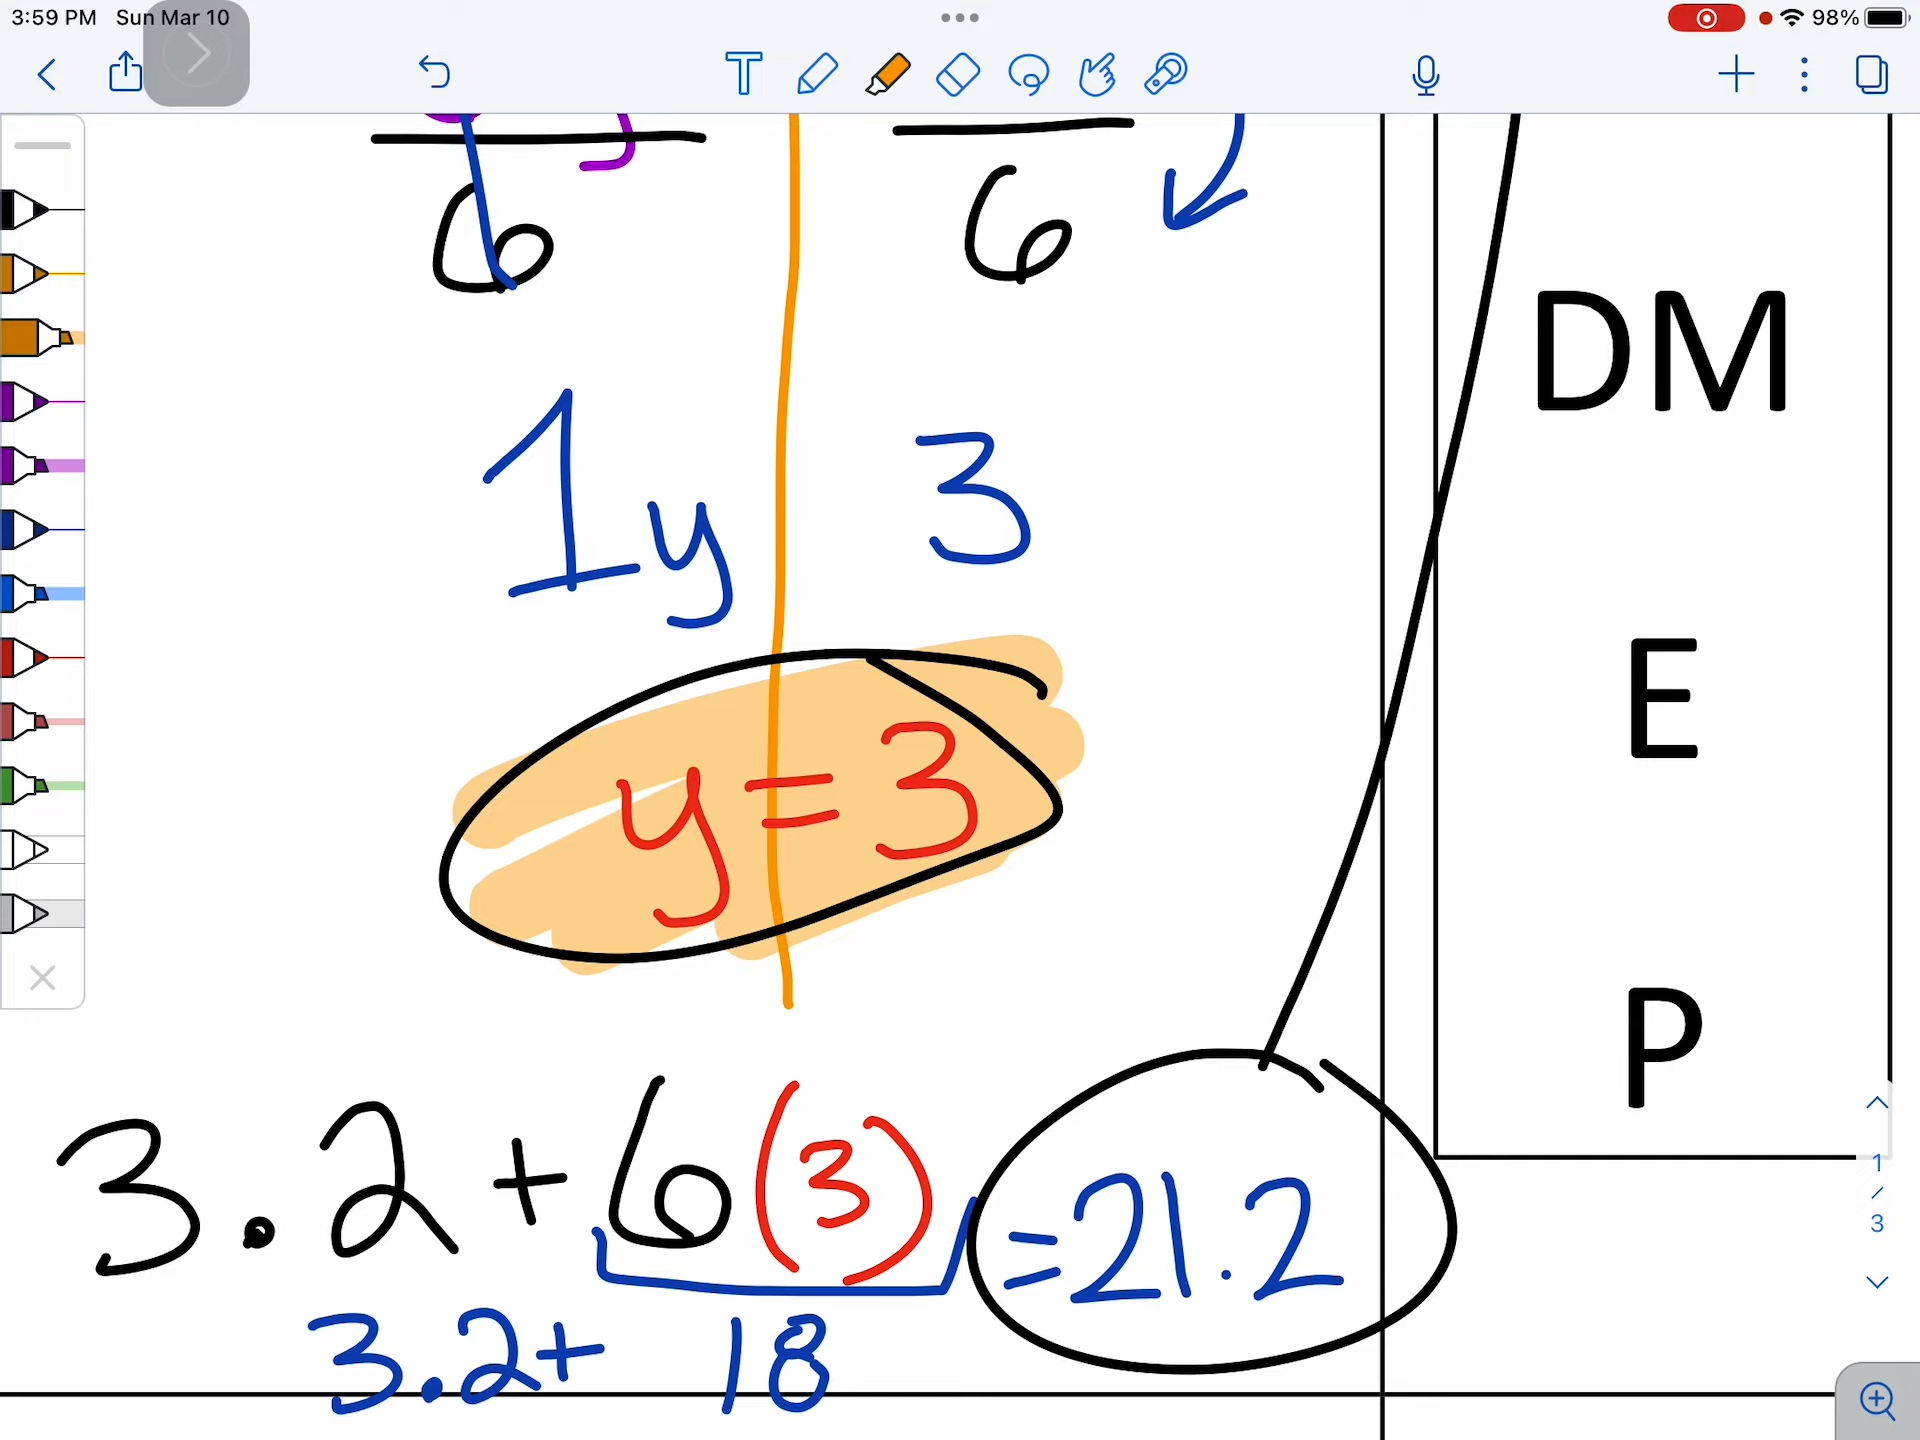 3:59 PM Sun Mar 10
98%
T
6 6
1y 3
y = 3
3.2 + 6(3) = 21.2
3.2 + 18
DM
E
P
1
/
3